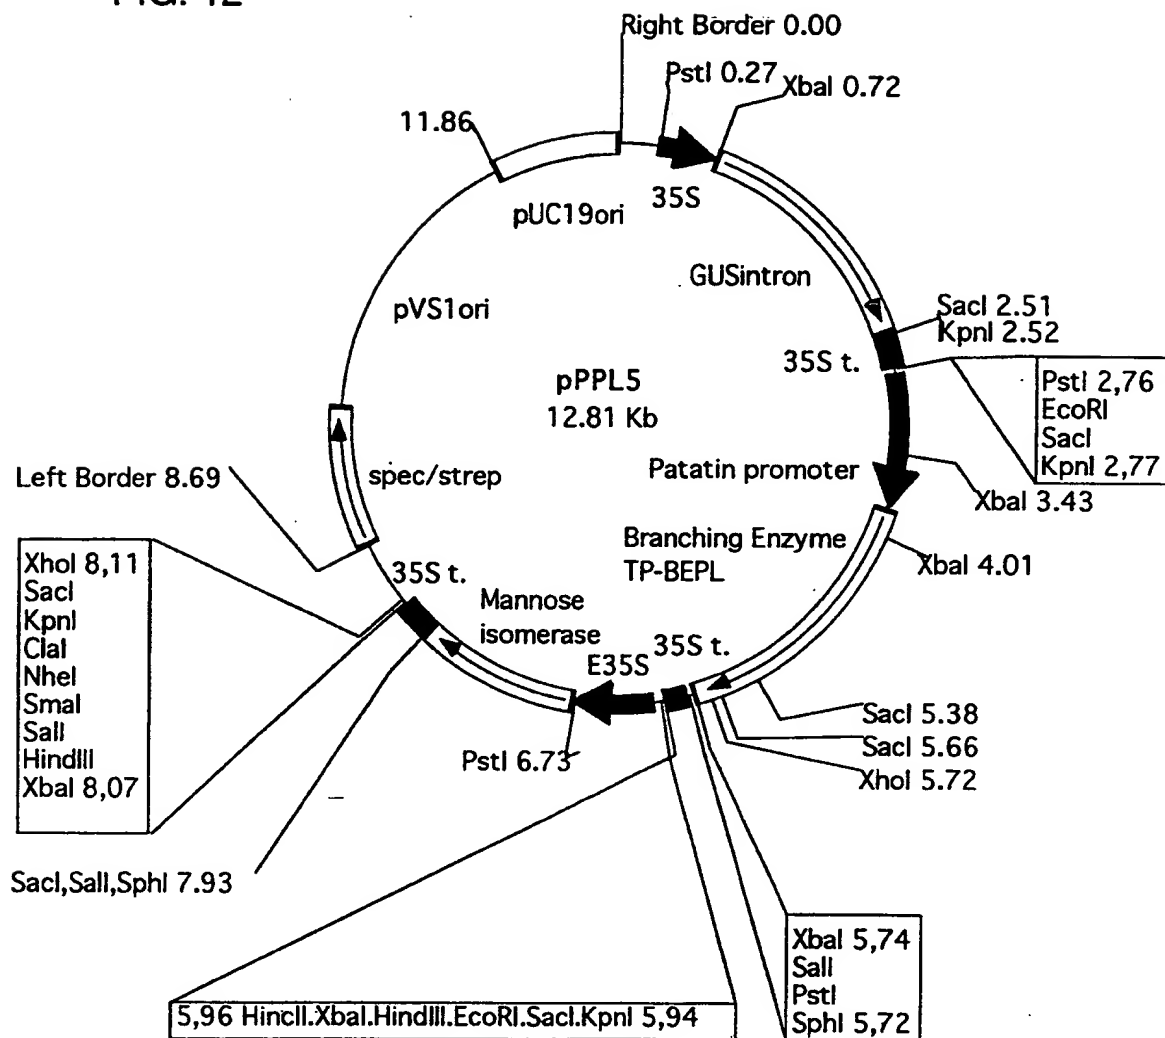 FIG. 12
Right Border 0.00
PstI 0.27
XbaI 0.72
11.86
35S
pUC19ori
GUSintron
pVS1ori
SacI 2.51
KpnI 2.52
35S t.
pPPL5
12.81 Kb
PstI 2,76
EcoRI
SacI
KpnI 2,77
Patatin promoter
XbaI 3.43
Left Border 8.69
spec/strep
Branching Enzyme
TP-BEPL
XbaI 4.01
XhoI 8,11
SacI
KpnI
ClaI
NheI
SmaI
SalI
HindIII
XbaI 8,07
35S t.
Mannose
isomerase
E35S
35S t.
SacI 5.38
SacI 5.66
XhoI 5.72
PstI 6.73
SacI,SalI,SphI 7.93
XbaI 5,74
SalI
PstI
SphI 5,72
5,96 HincII.XbaI.HindIII.EcoRI.SacI.KpnI 5,94